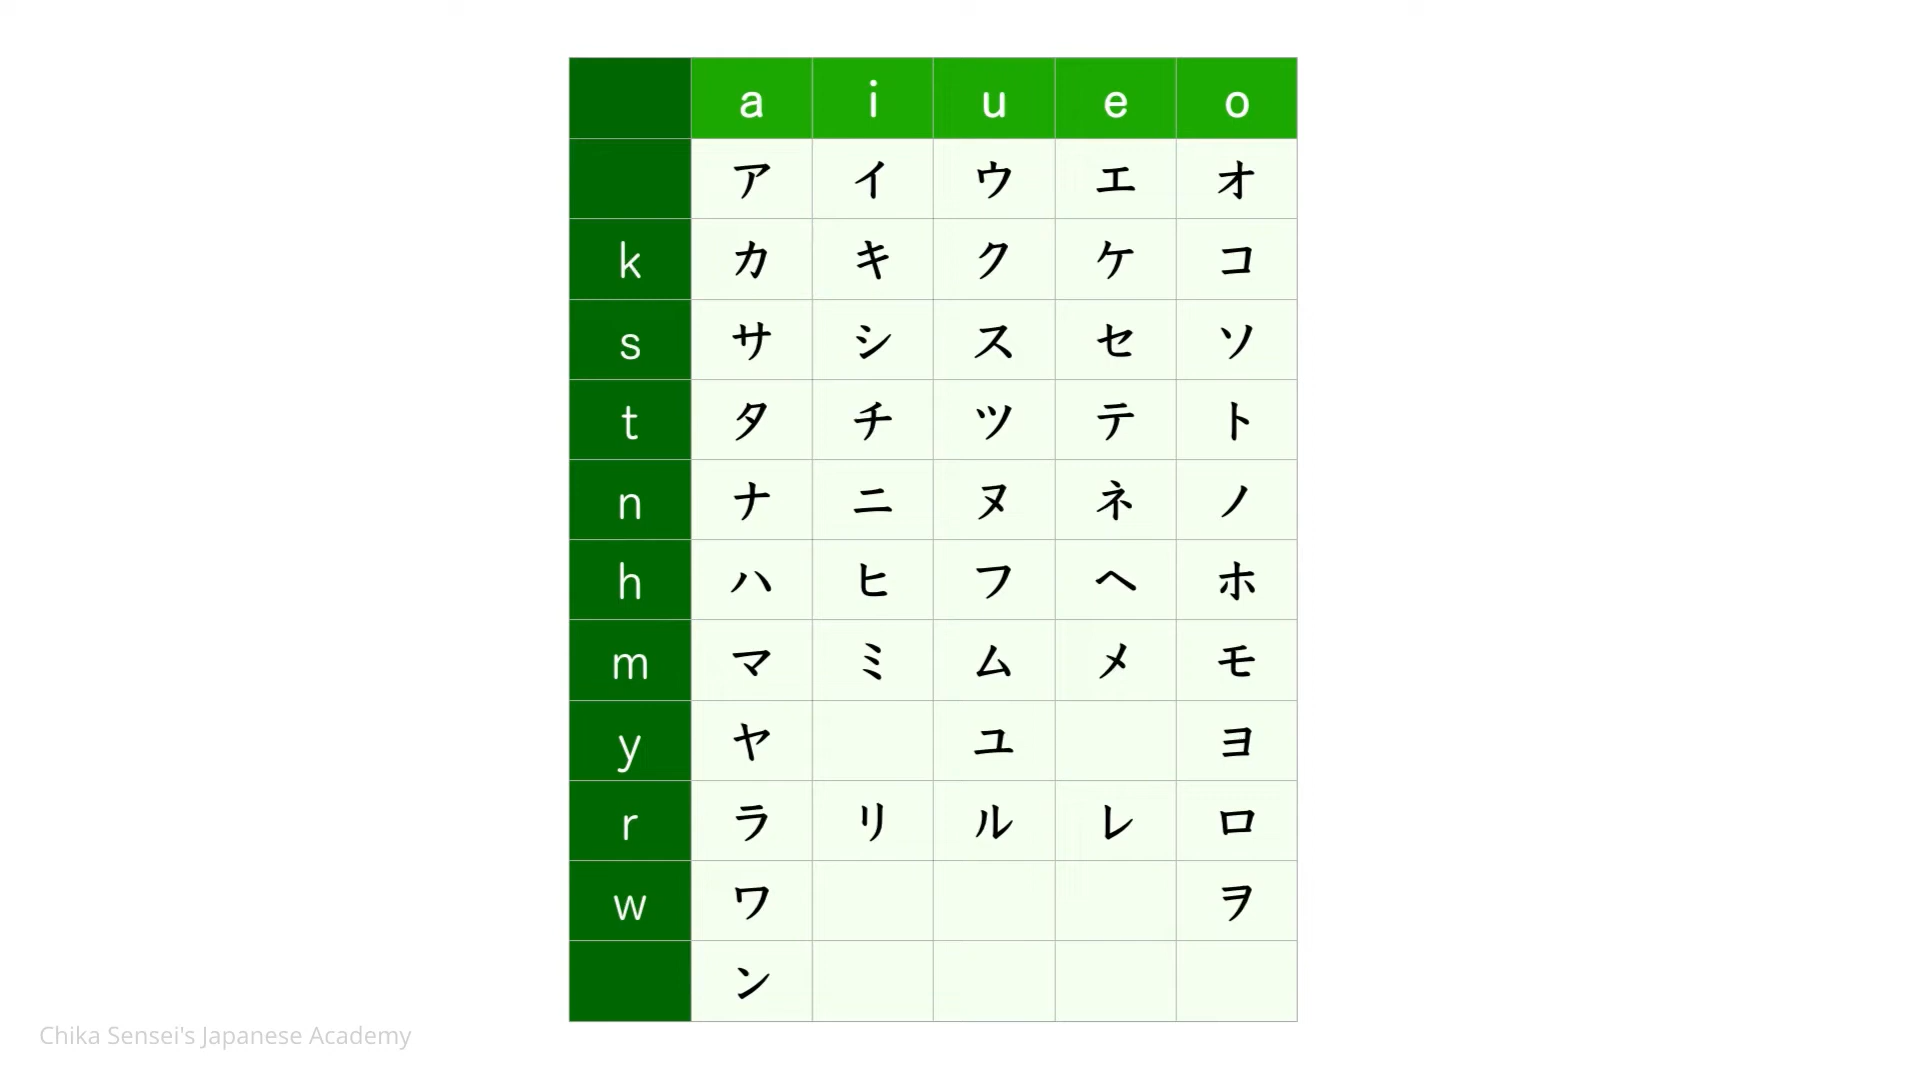 a i u e o
ア イ ウ エ オ
k カ キ ク ケ コ
s サ シ ス セ ソ
t タ チ ツ テ ト
n ナ ニ ヌ ネ ノ
h ハ ヒ フ ヘ ホ
m マ ミ ム メ モ
y ヤ ユ ヨ
r ラ リ ル レ ロ
w ワ ヲ
ン
Chika Sensei's Japanese Academy